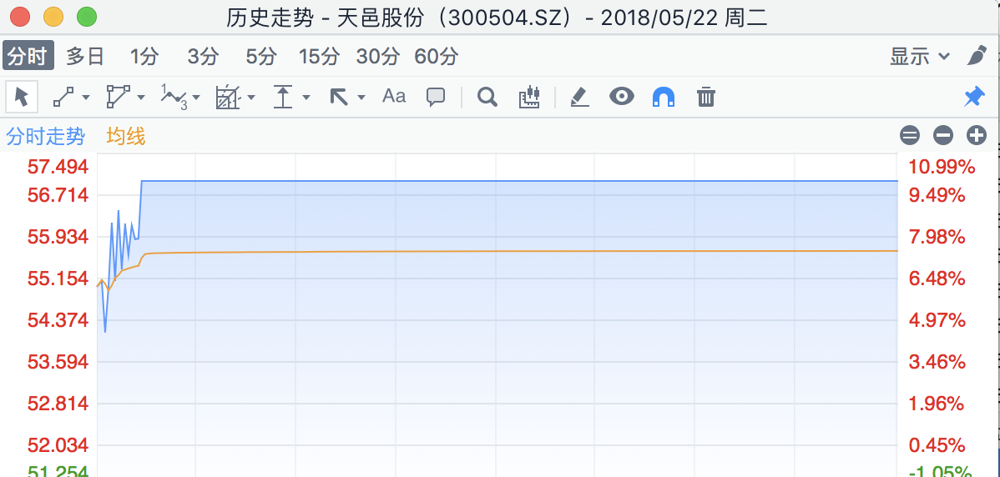 历史走势 - 天邑股份（300504.SZ）- 2018/05/22 周二
分时 多日 1分 3分 5分 15分 30分 60分 显示
1 3 Aa
分时走势 均线
57.494 10.99%
56.714 9.49%
55.934 7.98%
55.154 6.48%
54.374 4.97%
53.594 3.46%
52.814 1.96%
52.034 0.45%
51.254 -1.05%